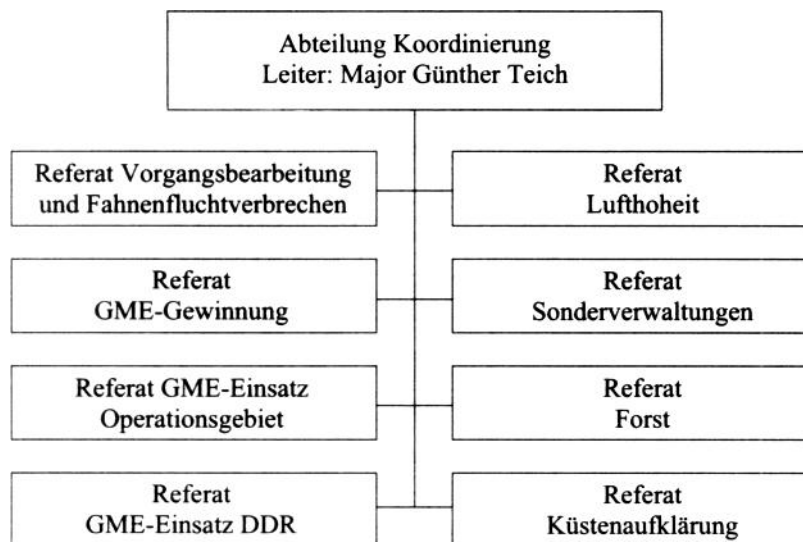 Abteilung Koordinierung
Leiter: Major Günther Teich
Referat Vorgangsbearbeitung
und Fahnenfluchtverbrechen
Referat
Lufthoheit
Referat
GME-Gewinnung
Referat
Sonderverwaltungen
Referat GME-Einsatz
Operationsgebiet
Referat
Forst
Referat
GME-Einsatz DDR
Referat
Küstenaufklärung